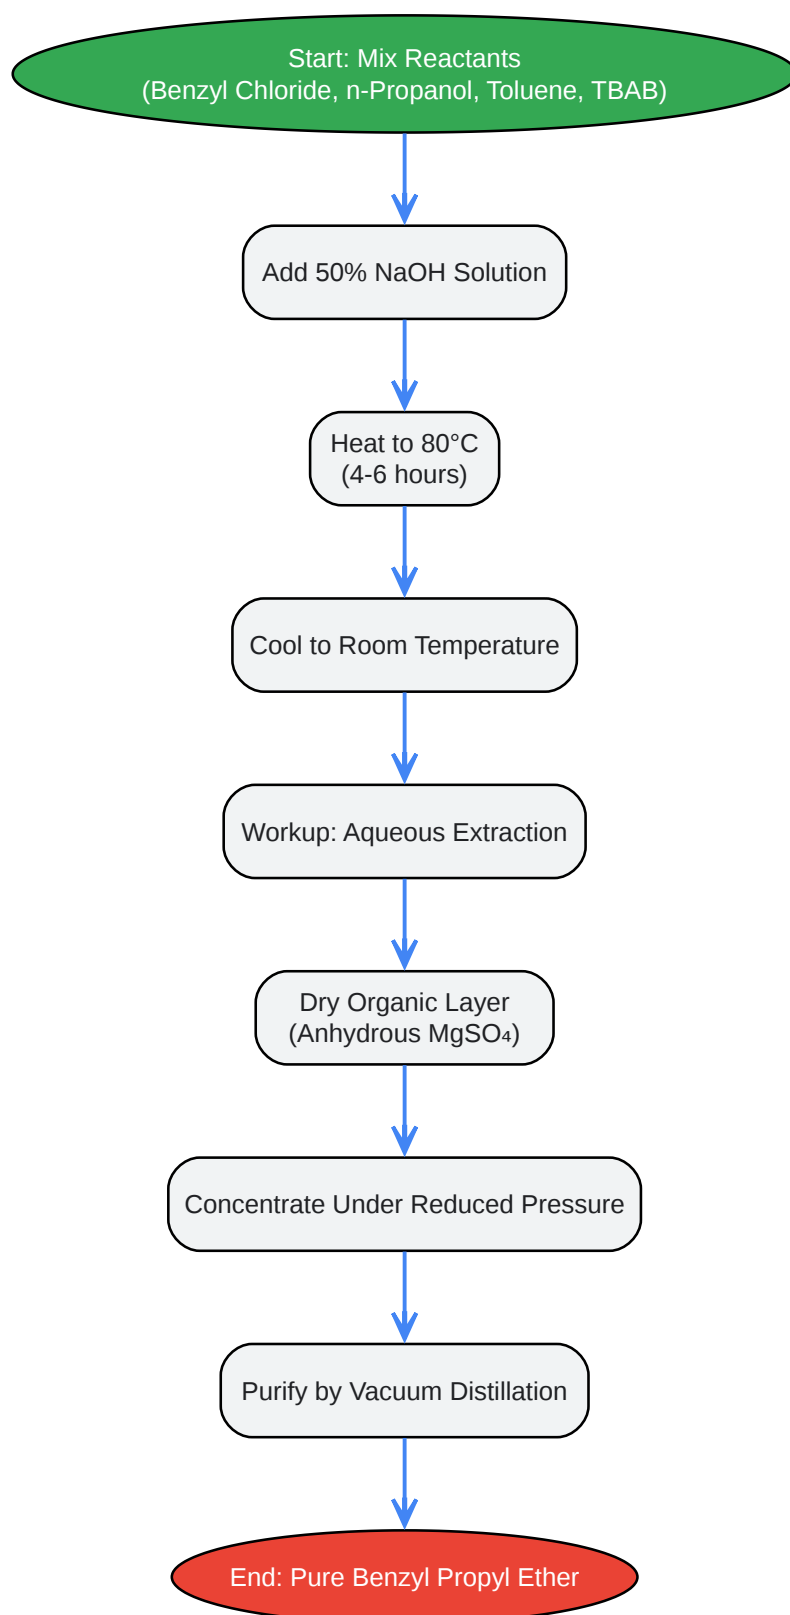 Start: Mix Reactants
(Benzyl Chloride, n-Propanol, Toluene, TBAB)
Add 50% NaOH Solution
Heat to 80°C
(4-6 hours)
Cool to Room Temperature
Workup: Aqueous Extraction
Dry Organic Layer
(Anhydrous MgSO₄)
Concentrate Under Reduced Pressure
Purify by Vacuum Distillation
End: Pure Benzyl Propyl Ether